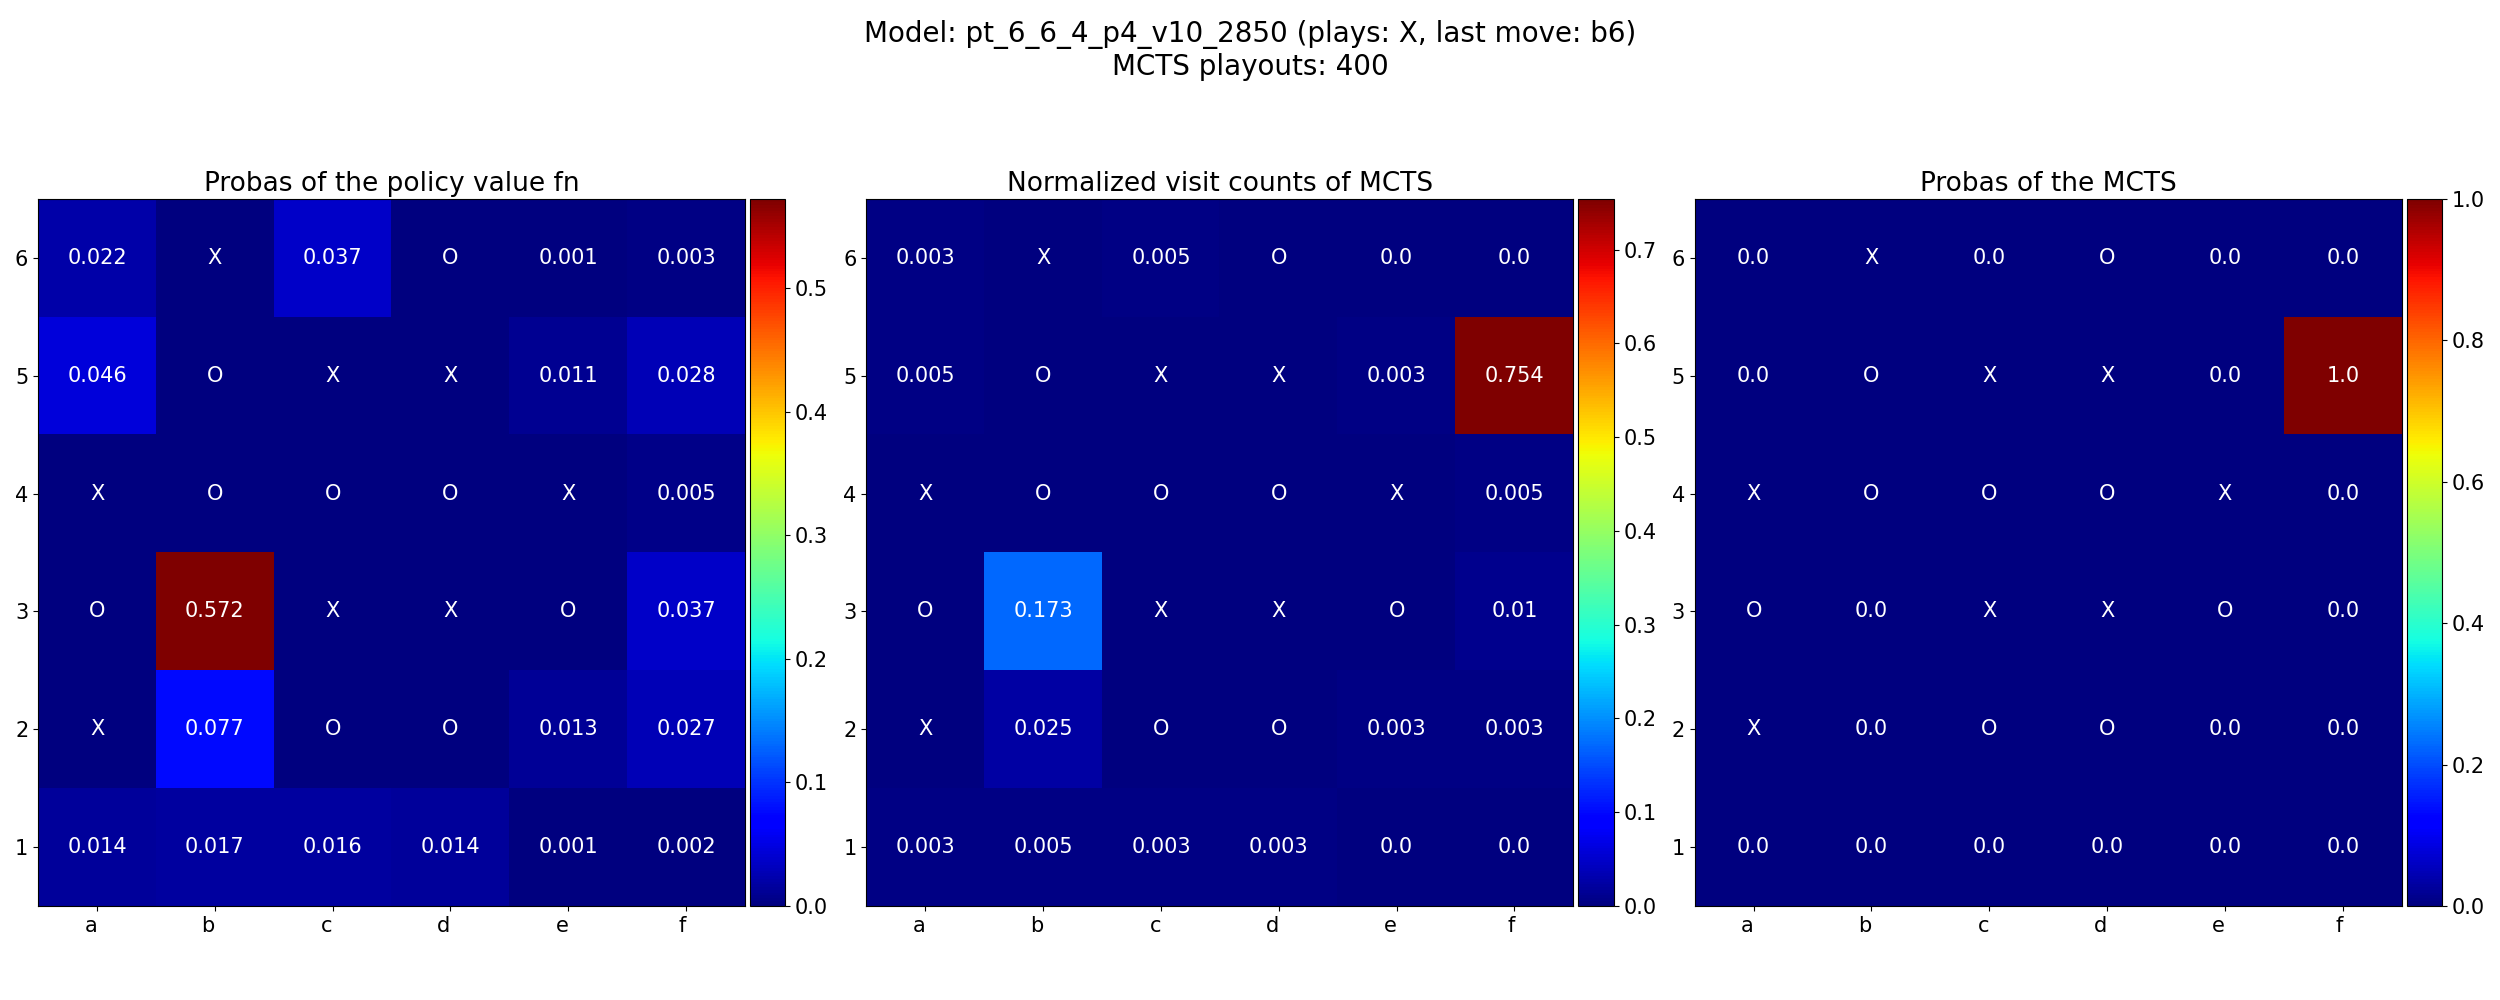 Model: pt_6_6_4_p4_v10_2850 (plays: X, last move: b6)
MCTS playouts: 400
Probas of the policy value fn
6 0.022 X 0.037 O 0.001 0.003
5 0.046 O X X 0.011 0.028
4 X O O O X 0.005
3 O 0.572 X X O 0.037
2 X 0.077 O O 0.013 0.027
1 0.014 0.017 0.016 0.014 0.001 0.002
a b c d e f
0.5
0.4
0.3
0.2
0.1
0.0
Normalized visit counts of MCTS
6 0.003 X 0.005 O 0.0 0.0
5 0.005 O X X 0.003 0.754
4 X O O O X 0.005
3 O 0.173 X X O 0.01
2 X 0.025 O O 0.003 0.003
1 0.003 0.005 0.003 0.003 0.0 0.0
a b c d e f
0.7
0.6
0.5
0.4
0.3
0.2
0.1
0.0
Probas of the MCTS
6 0.0 X 0.0 O 0.0 0.0
5 0.0 O X X 0.0 1.0
4 X O O O X 0.0
3 O 0.0 X X O 0.0
2 X 0.0 O O 0.0 0.0
1 0.0 0.0 0.0 0.0 0.0 0.0
a b c d e f
1.0
0.8
0.6
0.4
0.2
0.0